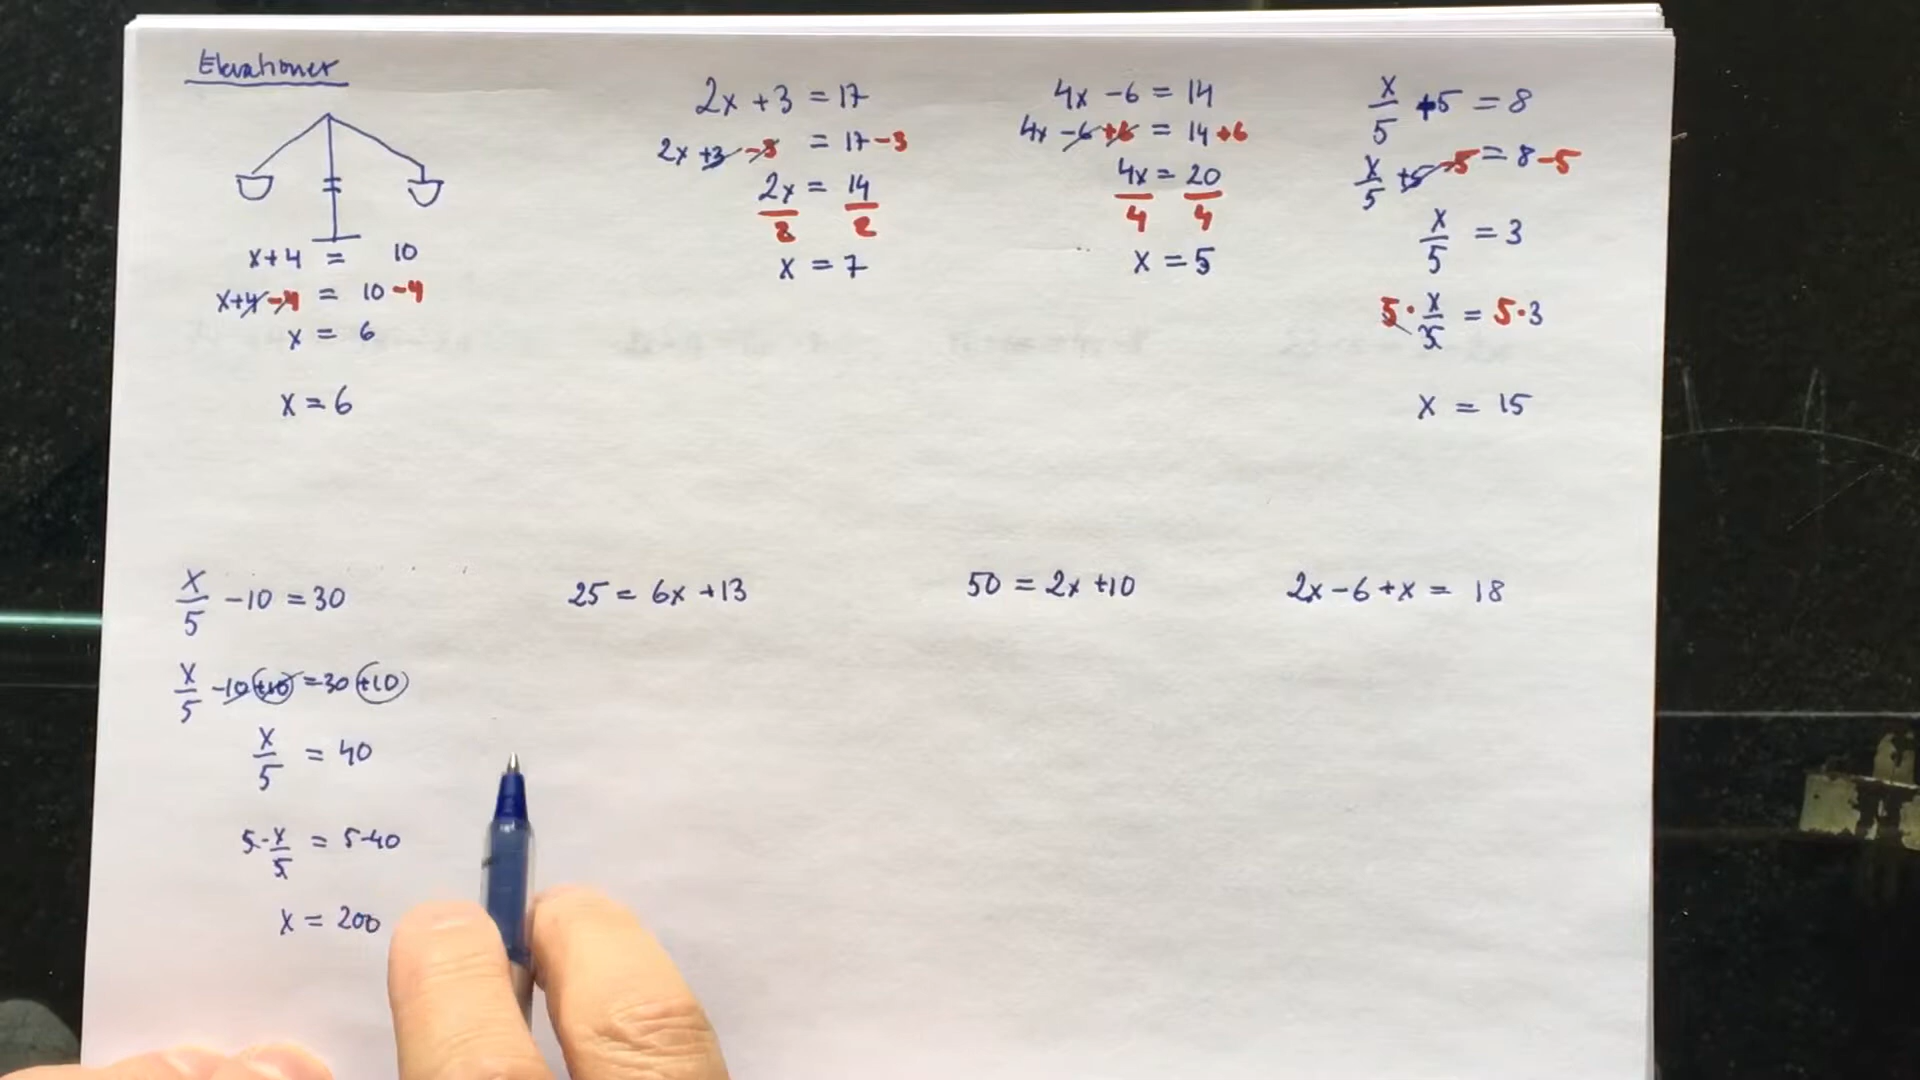 Ekvationer
x+4 = 10
x+4-4 = 10-4
x = 6
x = 6
2x +3 = 17
2x +3 -3 = 17-3
2x/2 = 14/2
x = 7
4x -6 = 14
4x -6 +6 = 14+6
4x/4 = 20/4
x = 5
x/5 +5 = 8
x/5 +5 -5 = 8-5
x/5 = 3
5·x/5 = 5·3
x = 15
x/5 -10 = 30
x/5 -10+10 = 30+10
x/5 = 40
5·x/5 = 5·40
x = 200
25 = 6x +13
50 = 2x +10
2x-6+x = 18